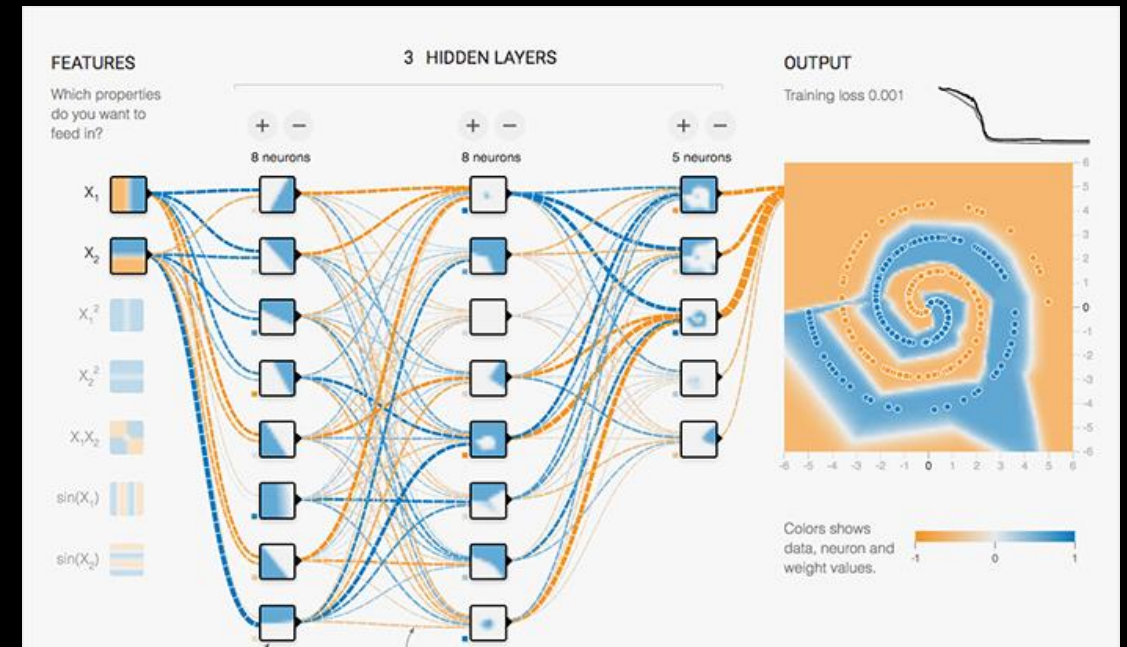 FEATURES
Which properties
do you want to
feed in?
X₁
X₂
X₁²
X₂²
X₁X₂
sin(X₁)
sin(X₂)
3 HIDDEN LAYERS
+ −
8 neurons
+ −
8 neurons
+ −
5 neurons
OUTPUT
Training loss 0.001
6
5
4
3
2
1
0
-1
-2
-3
-4
-5
-6
-6 -5 -4 -3 -2 -1 0 1 2 3 4 5 6
Colors shows
data, neuron and
weight values.
-1 0 1